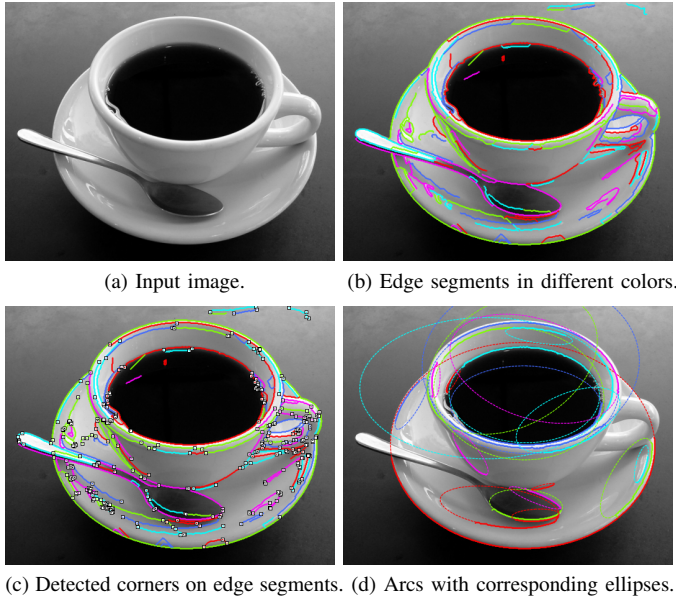 (a) Input image.
(b) Edge segments in different colors.
(c) Detected corners on edge segments.
(d) Arcs with corresponding ellipses.